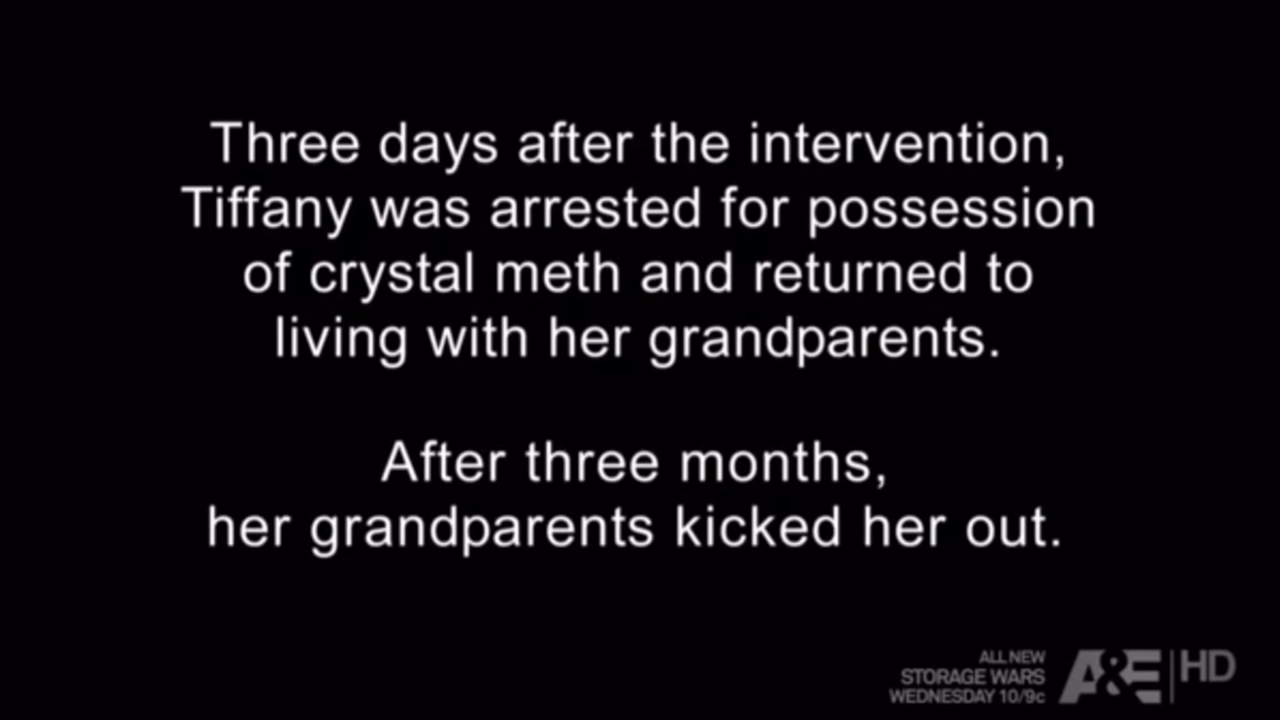 Three days after the intervention,
Tiffany was arrested for possession
of crystal meth and returned to
living with her grandparents.
After three months,
her grandparents kicked her out.
ALL NEW
STORAGE WARS
WEDNESDAY 10/9c
A&E HD